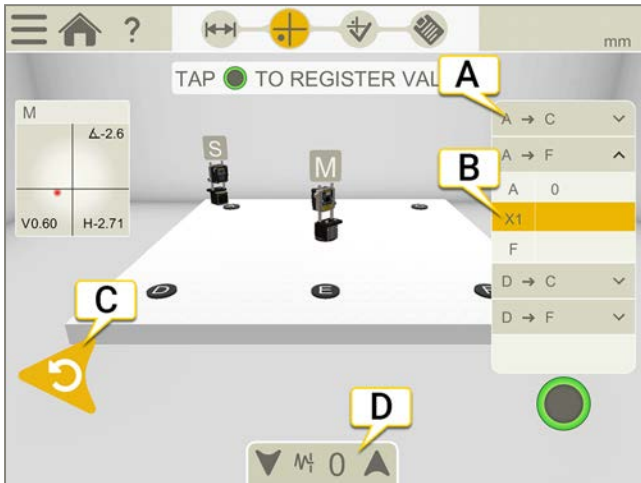 ?
mm
TAP TO REGISTER VAL
A
A → C
M
∡-2.6
V0.60 H-2.71
S
M
A → F
B
A 0
X1
F
D → C
D → F
C
D
E
F
D
0